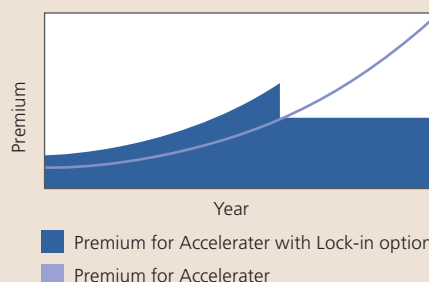 Premium
Year
Premium for Accelerater with Lock-in option
Premium for Accelerater